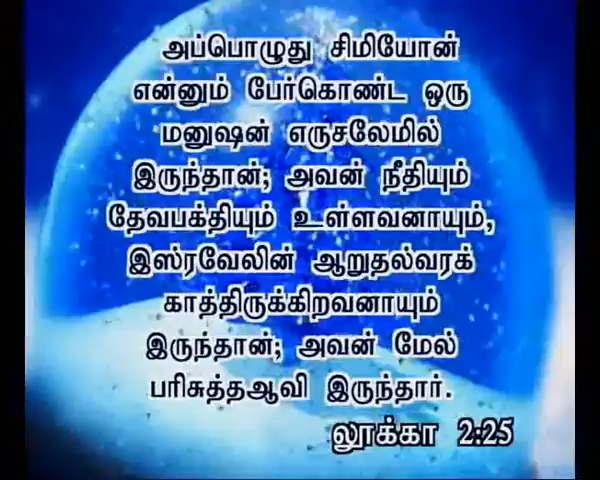 அப்பொழுது சிமியோன்
என்னும் பேர்கொண்ட ஒரு
மனுஷன் எருசலேமில்
இருந்தான்; அவன் நீதியும்
தேவபக்தியும் உள்ளவனாயும்,
இஸ்ரவேலின் ஆறுதல்வரக்
காத்திருக்கிறவனாயும்
இருந்தான்; அவன் மேல்
பரிசுத்தஆவி இருந்தார்.
லூக்கா 2:25